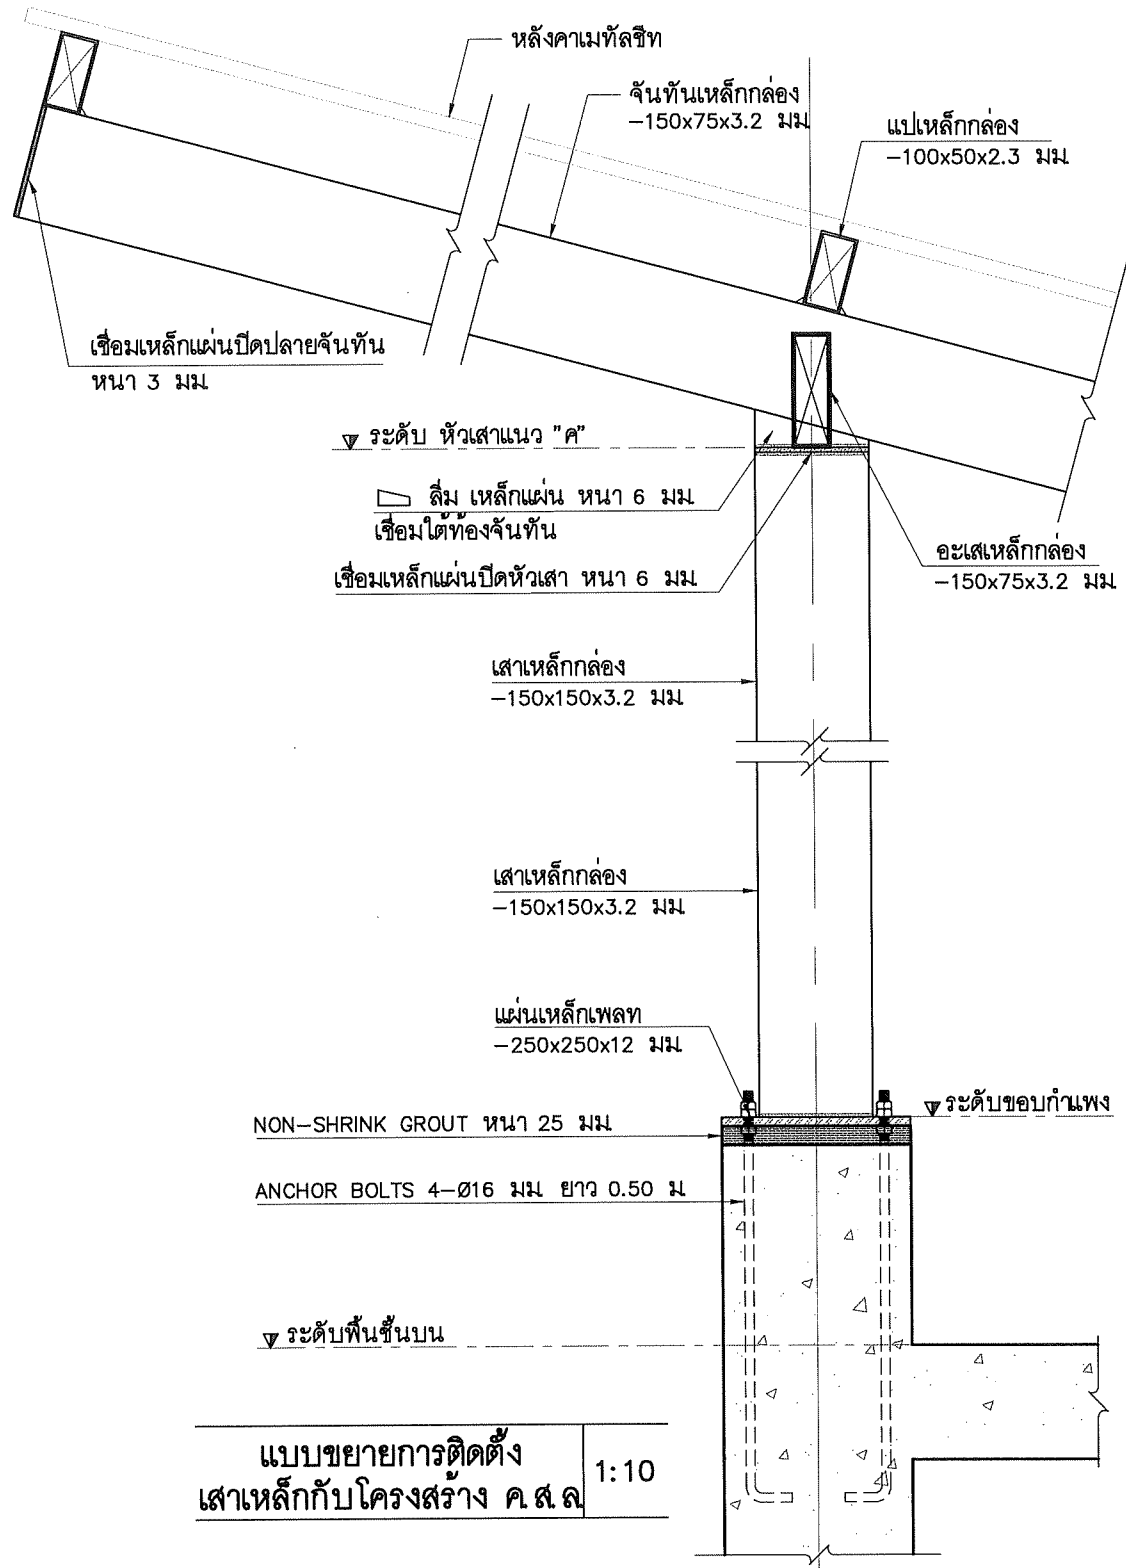 หลังคาเมทัลชีท
จันทันเหล็กกล่อง
-150x75x3.2 มม.
แปเหล็กกล่อง
-100x50x2.3 มม.
เชื่อมเหล็กแผ่นปิดปลายจันทัน
หนา 3 มม.
ระดับ หัวเสาแนว "ค"
ลิ่ม เหล็กแผ่น หนา 6 มม.
เชื่อมใต้ท้องจันทัน
เชื่อมเหล็กแผ่นปิดหัวเสา หนา 6 มม.
อะเสเหล็กกล่อง
-150x75x3.2 มม.
เสาเหล็กกล่อง
-150x150x3.2 มม.
เสาเหล็กกล่อง
-150x150x3.2 มม.
แผ่นเหล็กเพลท
-250x250x12 มม.
ระดับขอบกำแพง
NON-SHRINK GROUT หนา 25 มม.
ANCHOR BOLTS 4-Ø16 มม. ยาว 0.50 ม.
ระดับพื้นชั้นบน
แบบขยายการติดตั้ง
เสาเหล็กกับโครงสร้าง ค.ส.ล.
1:10